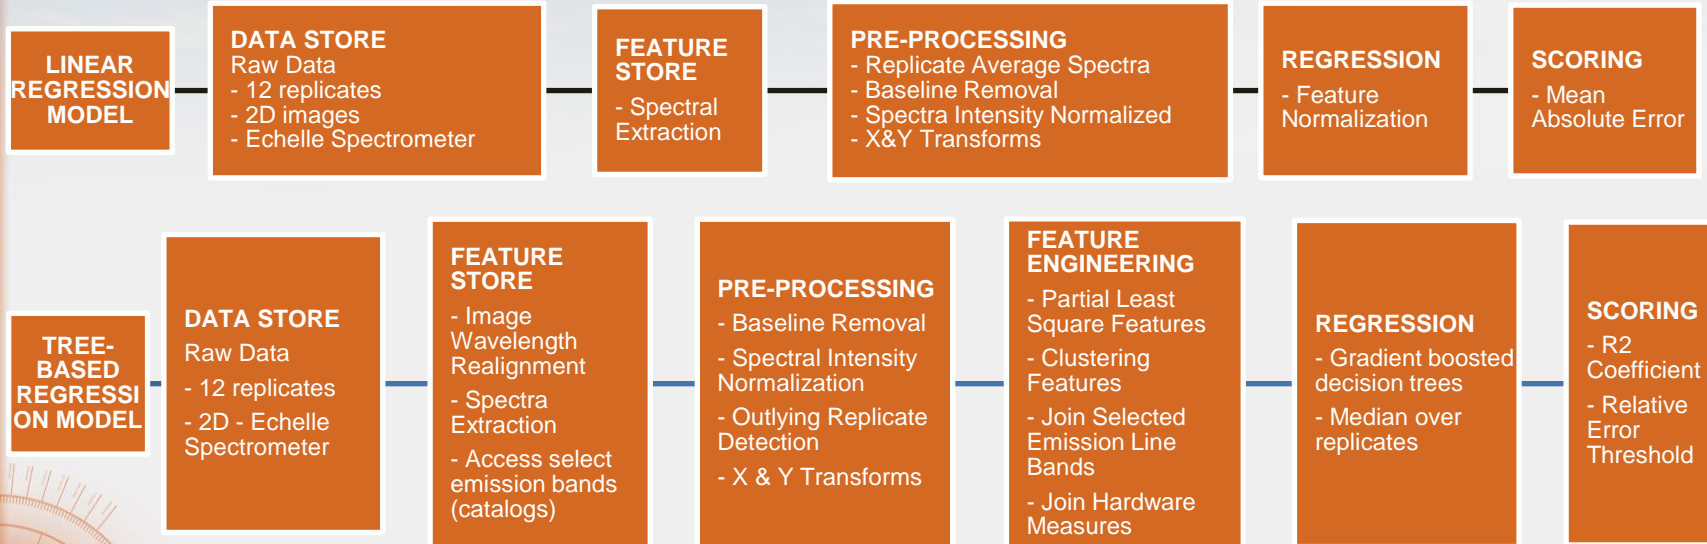 LINEAR
REGRESSION
MODEL
DATA STORE
Raw Data
- 12 replicates
- 2D images
- Echelle Spectrometer
FEATURE
STORE
- Spectral
Extraction
PRE-PROCESSING
- Replicate Average Spectra
- Baseline Removal
- Spectra Intensity Normalized
- X&Y Transforms
REGRESSION
- Feature
Normalization
SCORING
- Mean
Absolute Error
TREE-
BASED
REGRESSI
ON MODEL
DATA STORE
Raw Data
- 12 replicates
- 2D - Echelle
Spectrometer
FEATURE
STORE
- Image
Wavelength
Realignment
- Spectra
Extraction
- Access select
emission bands
(catalogs)
PRE-PROCESSING
- Baseline Removal
- Spectral Intensity
Normalization
- Outlying Replicate
Detection
- X & Y Transforms
FEATURE
ENGINEERING
- Partial Least
Square Features
- Clustering
Features
- Join Selected
Emission Line
Bands
- Join Hardware
Measures
REGRESSION
- Gradient boosted
decision trees
- Median over
replicates
SCORING
- R2
Coefficient
- Relative
Error
Threshold